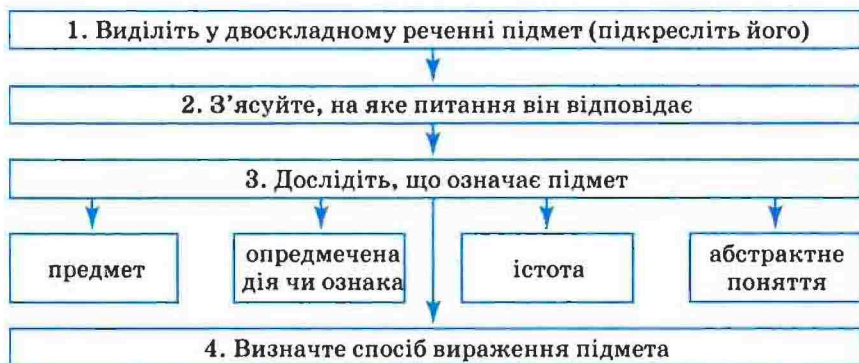 1. Виділіть у двоскладному реченні підмет (підкресліть його)
2. З’ясуйте, на яке питання він відповідає
3. Дослідіть, що означає підмет
предмет
опредмечена
дія чи ознака
істота
абстрактне
поняття
4. Визначте спосіб вираження підмета